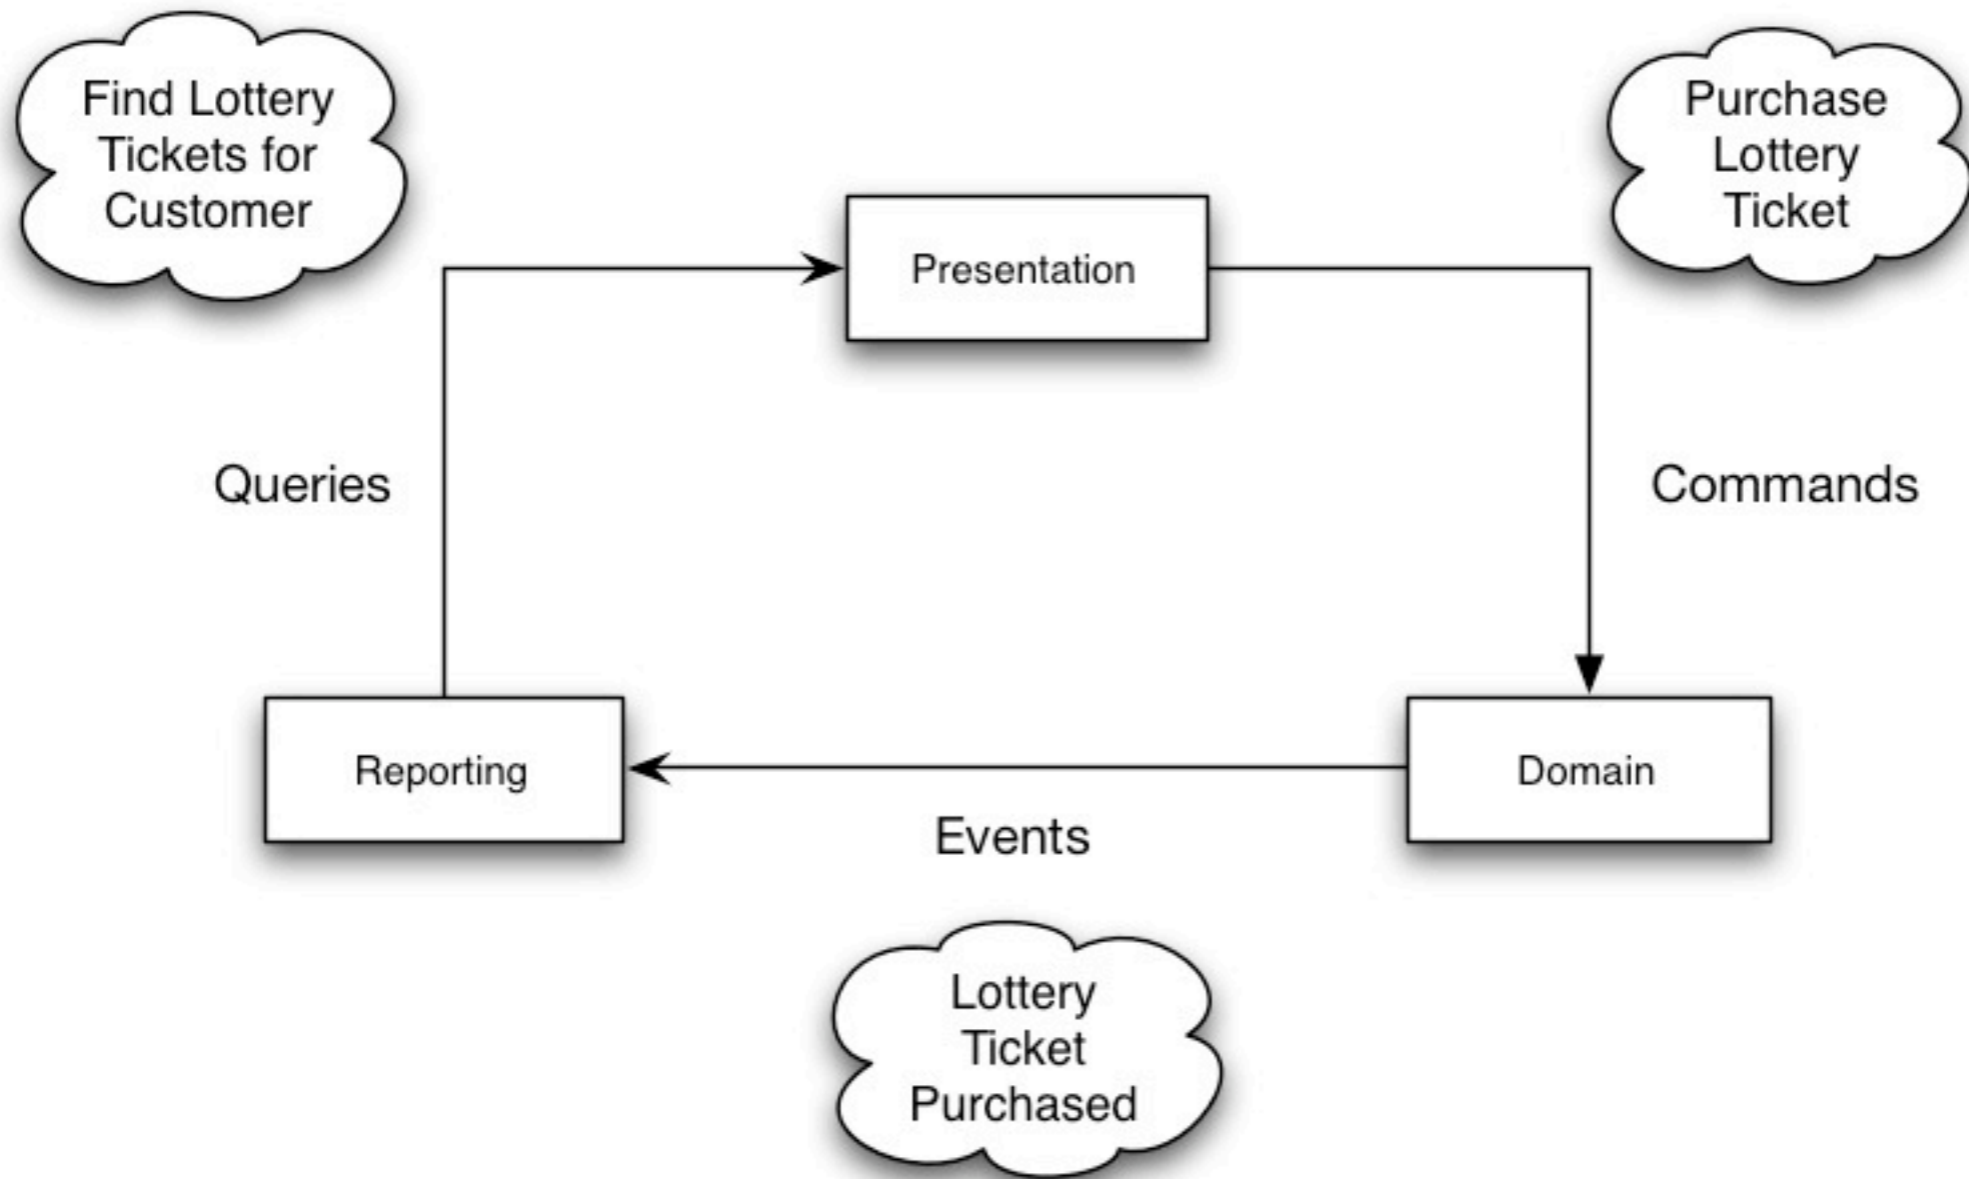 Find Lottery
Tickets for
Customer
Purchase
Lottery
Ticket
Presentation
Queries
Commands
Reporting
Domain
Events
Lottery
Ticket
Purchased